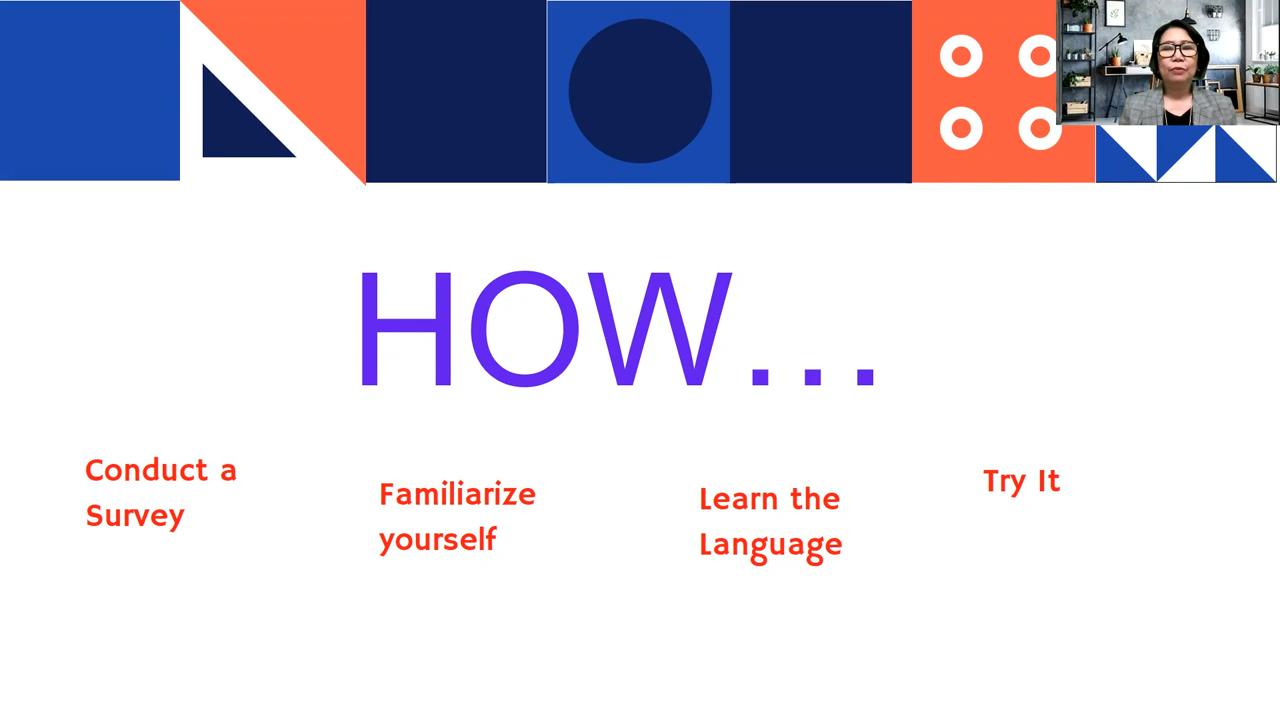 HOW...
Conduct a
Survey
Familiarize
yourself
Learn the
Language
Try It